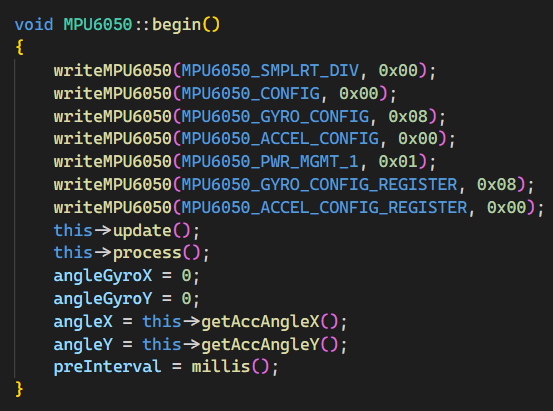 void MPU6050::begin()
{
writeMPU6050(MPU6050_SMPLRT_DIV, 0x00);
writeMPU6050(MPU6050_CONFIG, 0x00);
writeMPU6050(MPU6050_GYRO_CONFIG, 0x08);
writeMPU6050(MPU6050_ACCEL_CONFIG, 0x00);
writeMPU6050(MPU6050_PWR_MGMT_1, 0x01);
writeMPU6050(MPU6050_GYRO_CONFIG_REGISTER, 0x08);
writeMPU6050(MPU6050_ACCEL_CONFIG_REGISTER, 0x00);
this->update();
this->process();
angleGyroX = 0;
angleGyroY = 0;
angleX = this->getAccAngleX();
angleY = this->getAccAngleY();
preInterval = millis();
}